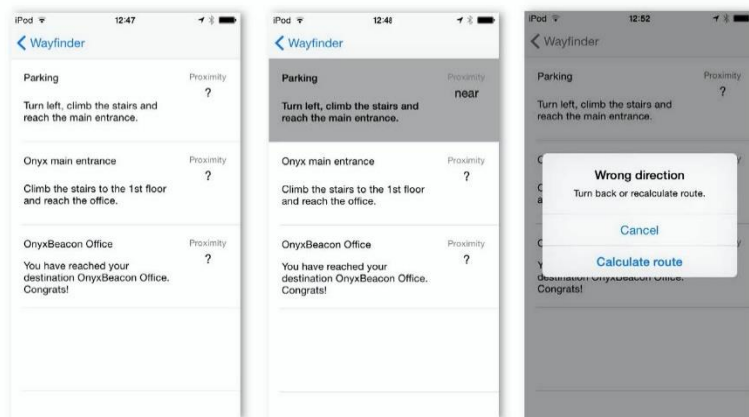 iPod 12:47
Wayfinder
Parking Proximity
?
Turn left, climb the stairs and
reach the main entrance.
Onyx main entrance Proximity
?
Climb the stairs to the 1st floor
and reach the office.
OnyxBeacon Office Proximity
?
You have reached your
destination OnyxBeacon Office.
Congrats!
iPod 12:48
Wayfinder
Parking Proximity
near
Turn left, climb the stairs and
reach the main entrance.
Onyx main entrance Proximity
?
Climb the stairs to the 1st floor
and reach the office.
OnyxBeacon Office Proximity
?
You have reached your
destination OnyxBeacon Office.
Congrats!
iPod 12:52
Wayfinder
Parking Proximity
?
Turn left, climb the stairs and
reach the main entrance.
Wrong direction
Turn back or recalculate route.
Cancel
Calculate route
destination OnyxBeacon Office.
Congrats!